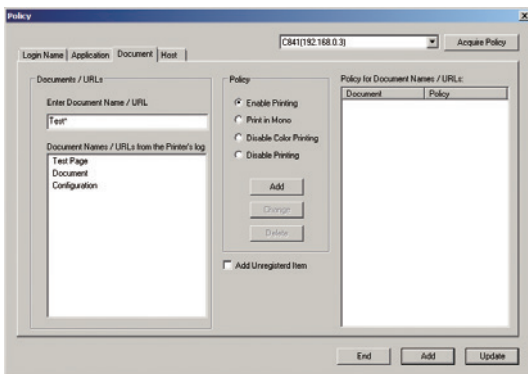 Policy
C841(192.168.0.3)
Acquire Policy
Login Name
Application
Document
Host
Documents / URLs
Enter Document Name / URL
Test*
Document Names / URLs from the Printer's log
Test Page
Document
Configuration
Policy
Enable Printing
Print in Mono
Disable Color Printing
Disable Printing
Add
Change
Delete
Add Unregisterd Item
Policy for Document Names / URLs:
Document
Policy
End
Add
Update